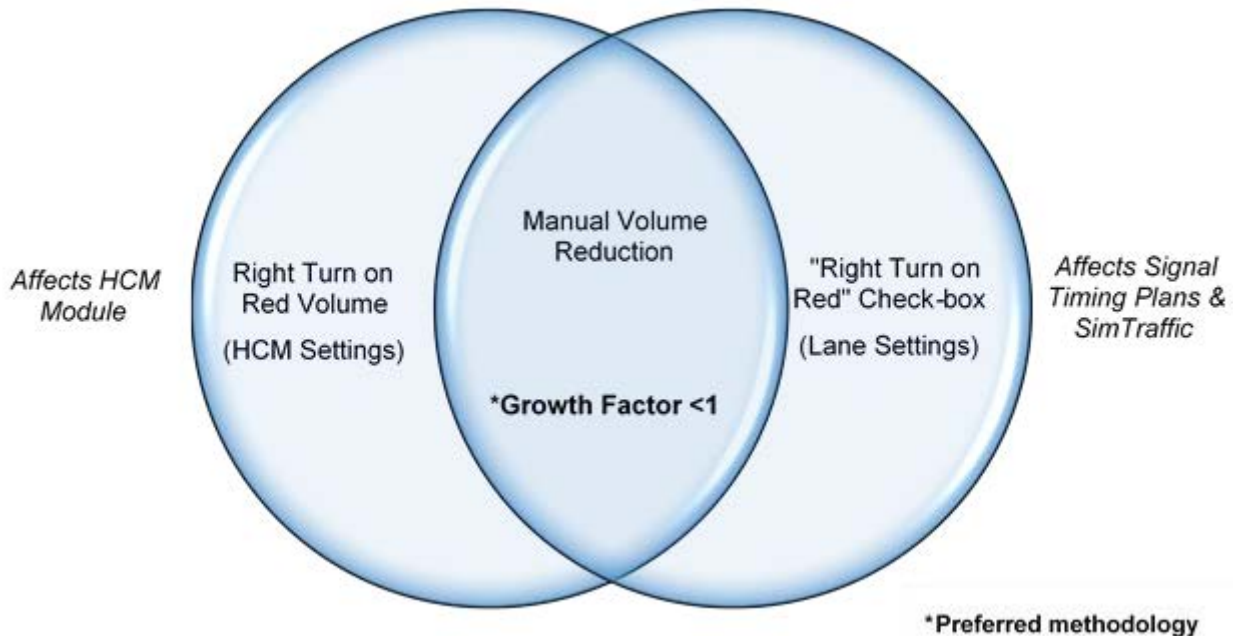 Affects HCM
Module
Right Turn on
Red Volume
(HCM Settings)
Manual Volume
Reduction
*Growth Factor <1
"Right Turn on
Red" Check-box
(Lane Settings)
Affects Signal
Timing Plans &
SimTraffic
*Preferred methodology